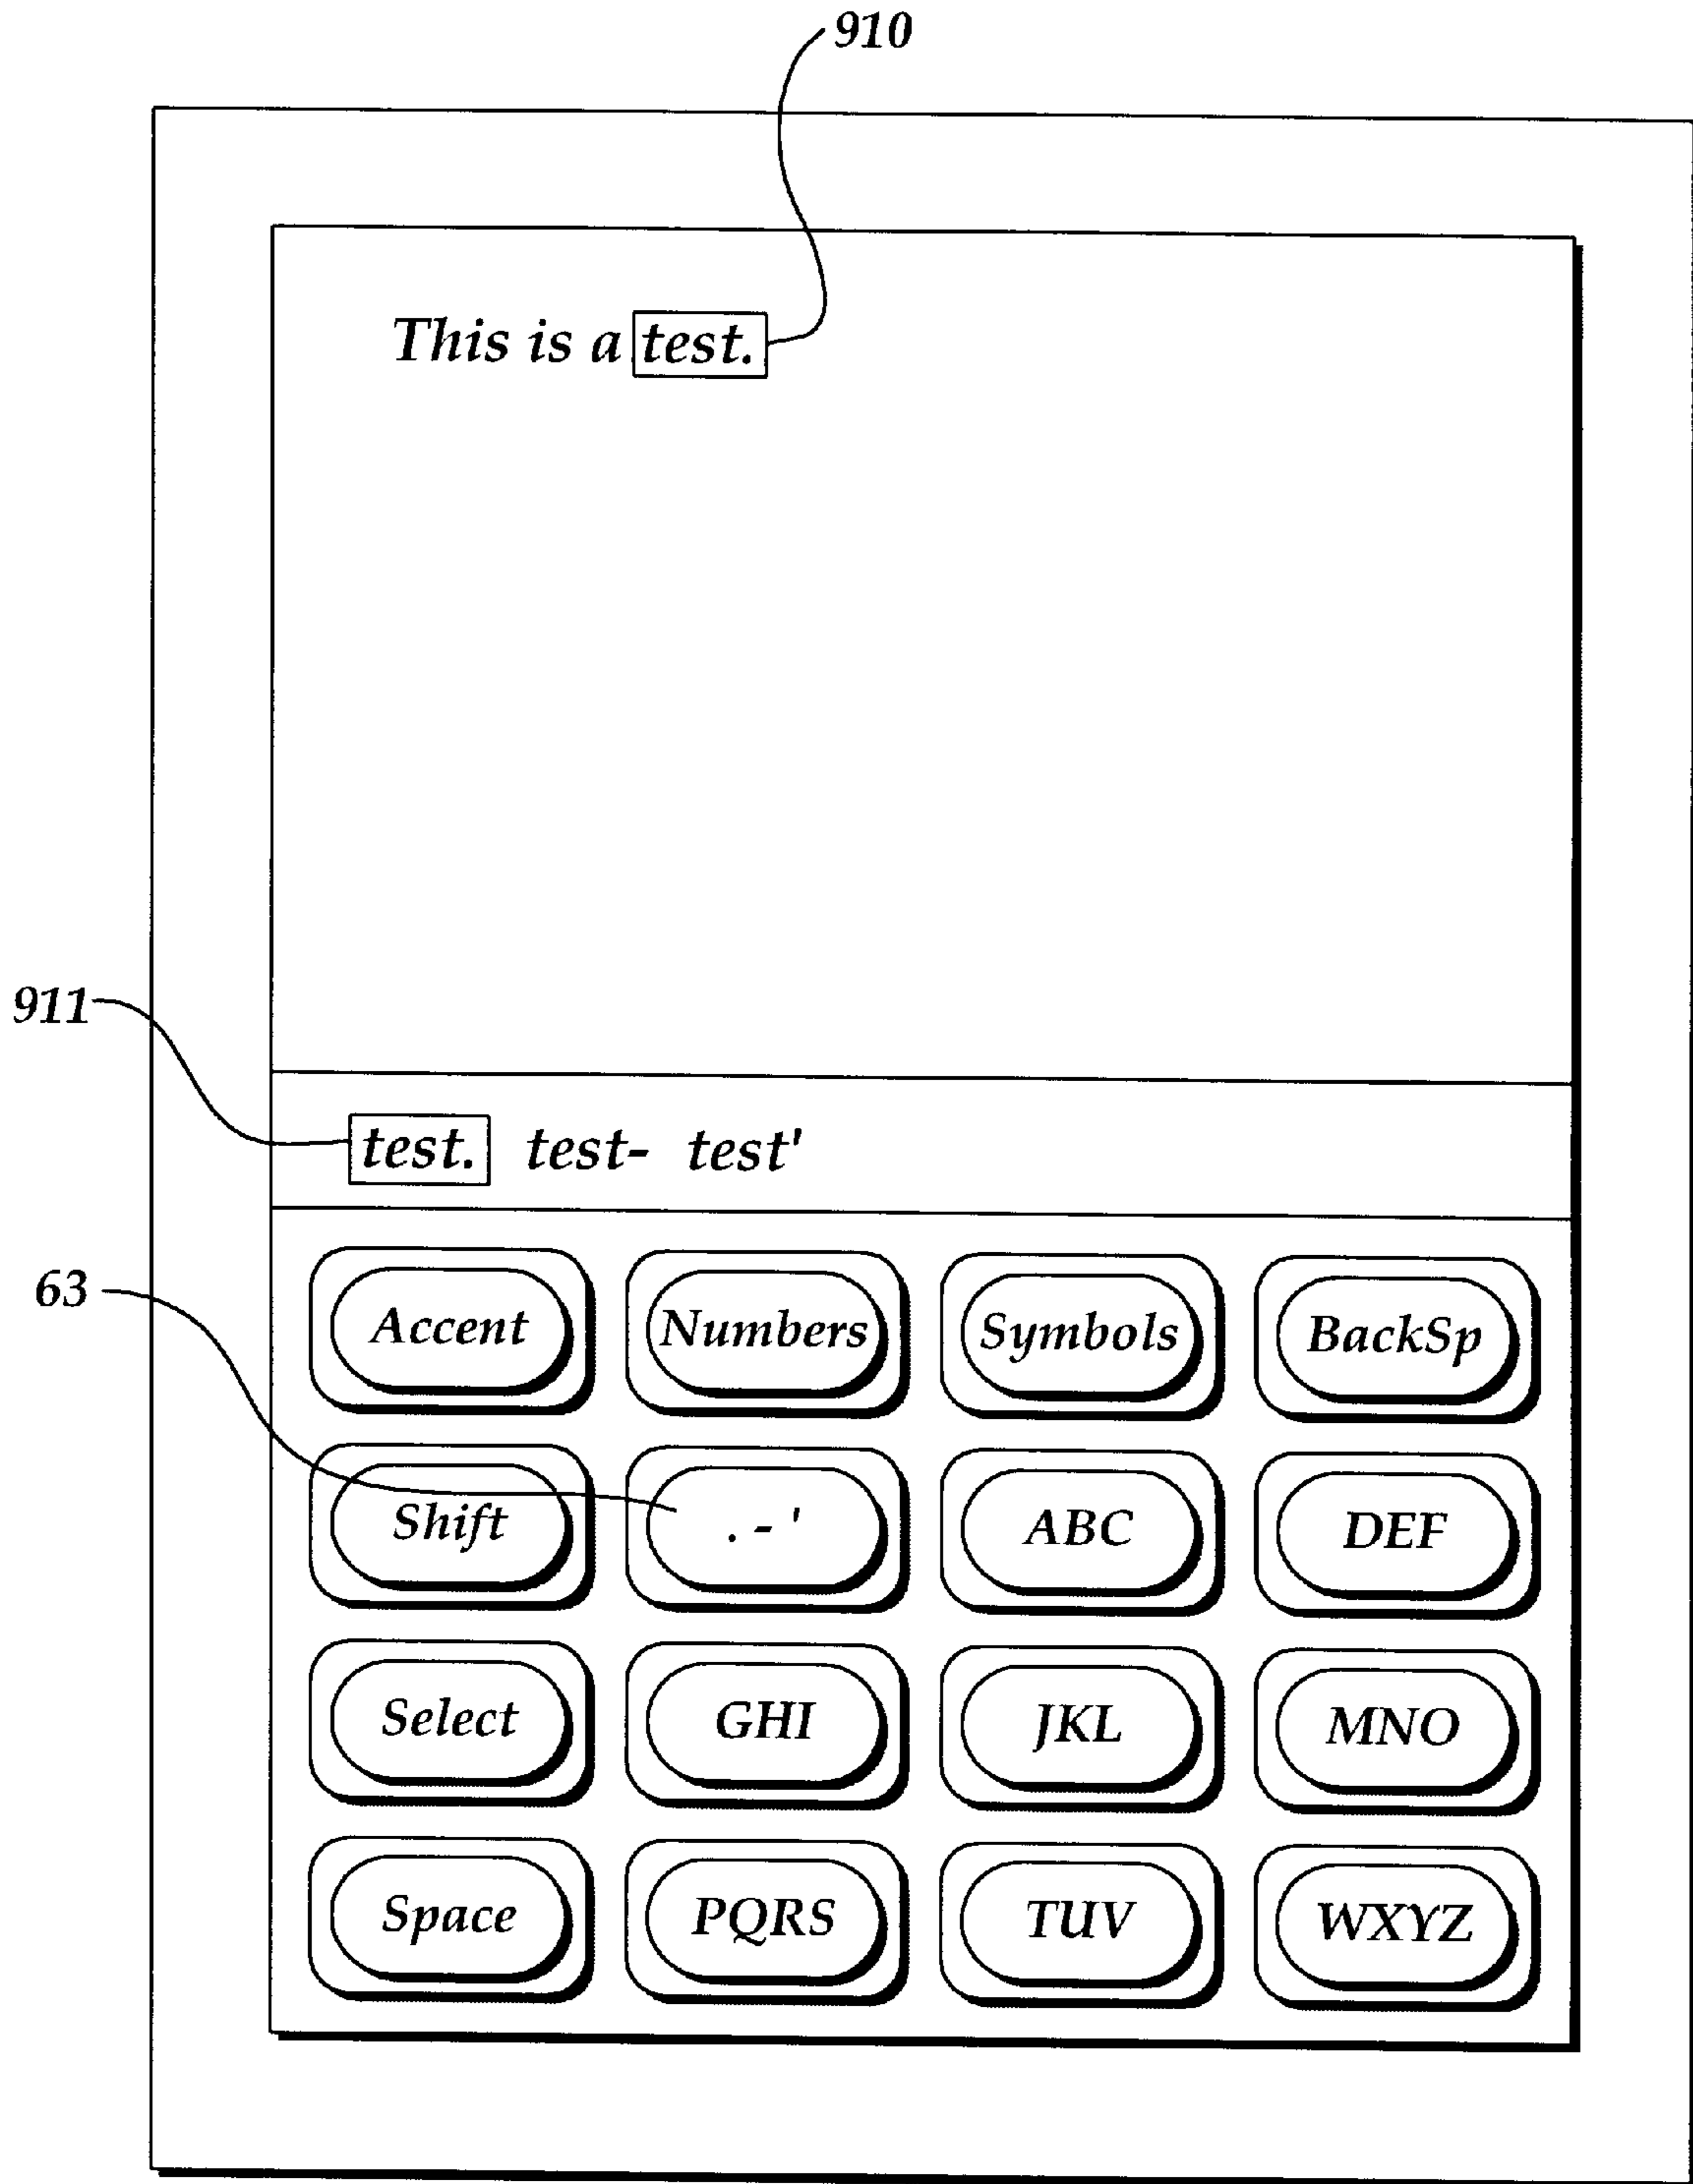 910
This is a test.
911
test. test- test'
63
Accent Numbers Symbols BackSp
Shift . - ' ABC DEF
Select GHI JKL MNO
Space PQRS TUV WXYZ